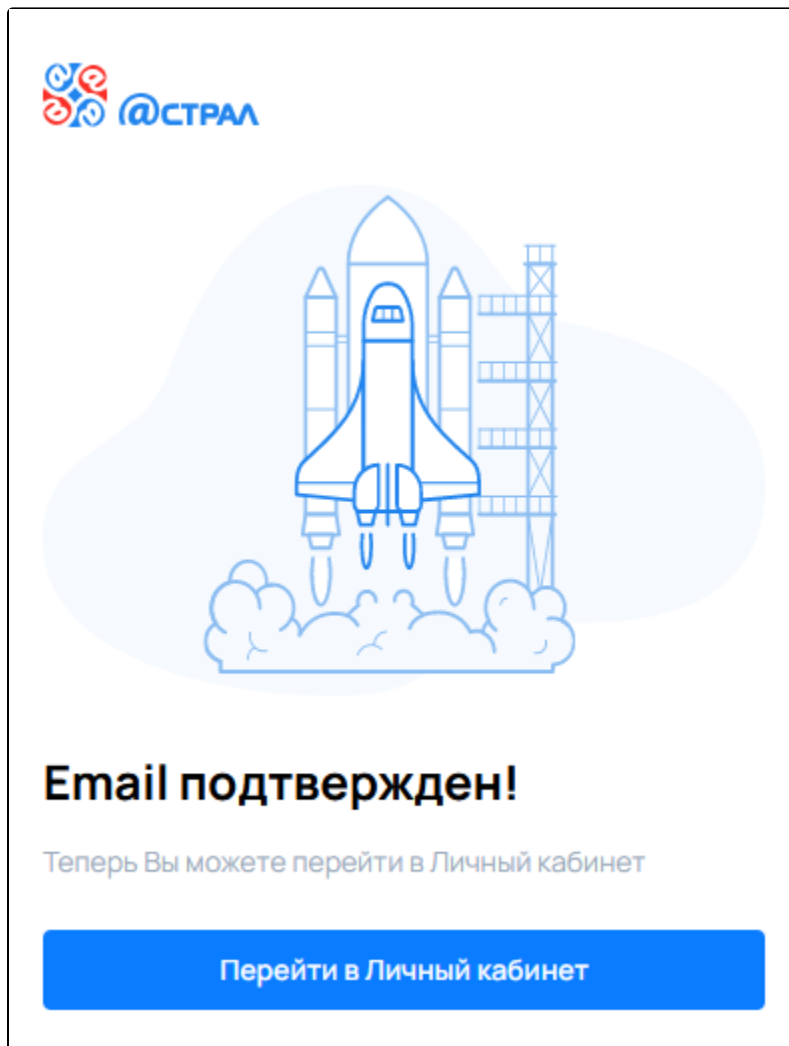 @СТРАЛ
Email подтвержден!
Теперь Вы можете перейти в Личный кабинет
Перейти в Личный кабинет